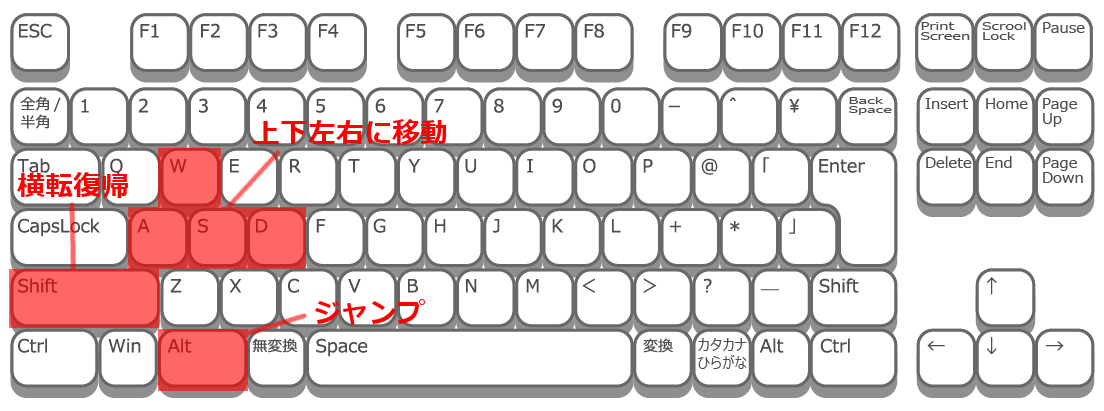 ESC F1 F2 F3 F4 F5 F6 F7 F8 F9 F10 F11 F12 Print Screen Scrool Lock Pause
全角/半角 1 2 3 4 5 6 7 8 9 0 － ＾ ￥ Back Space Insert Home Page Up
上下左右に移動
Tab Q W E R T Y U I O P @ 「 Enter Delete End Page Down
横転復帰
CapsLock A S D F G H J K L + * 」
Shift Z X C V B N M ＜ ＞ ? ＿ Shift ↑
ジャンプ
Ctrl Win Alt 無変換 Space 変換 カタカナ ひらがな Alt Ctrl ← ↓ →